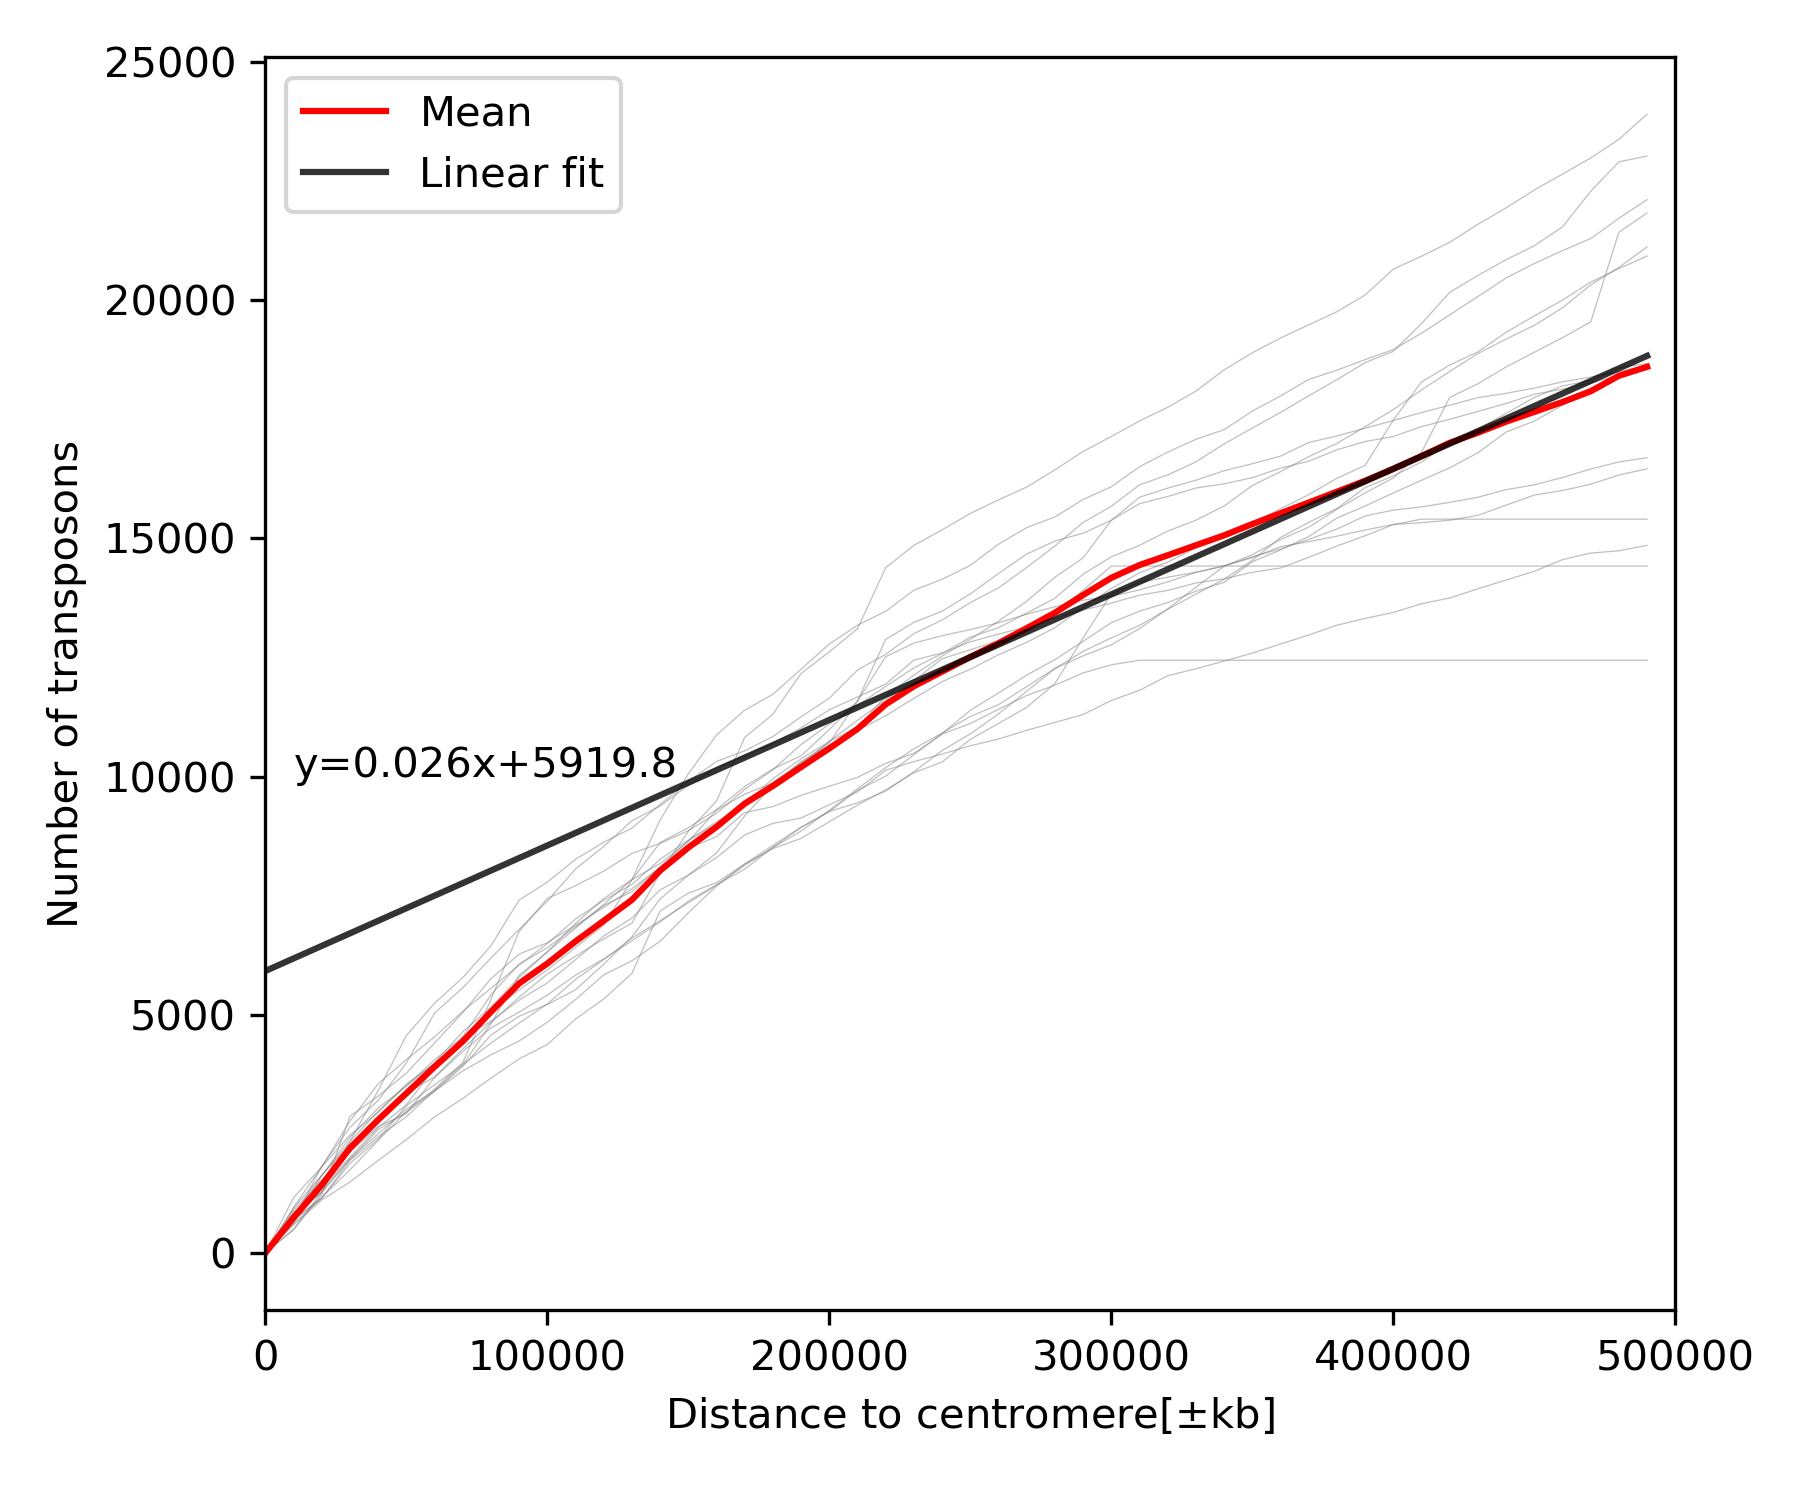 25000
20000
15000
10000
5000
0
Number of transposons
Mean
Linear fit
y=0.026x+5919.8
0 100000 200000 300000 400000 500000
Distance to centromere[±kb]